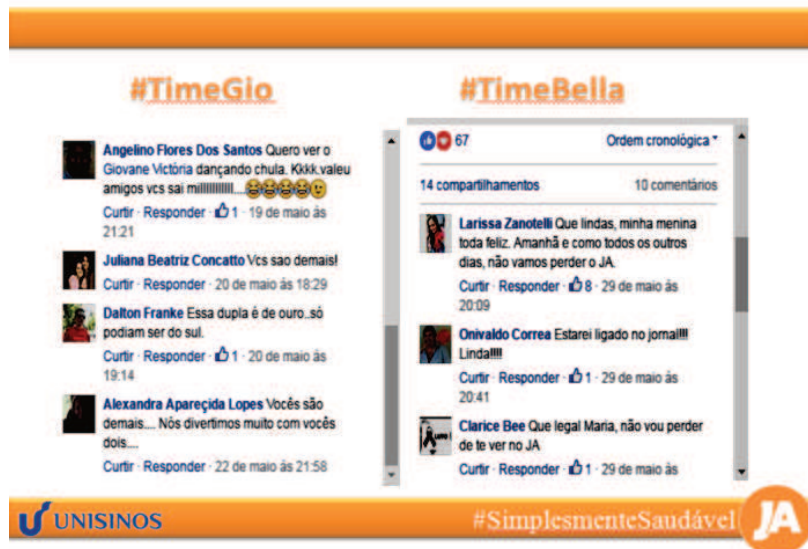 #TimeGio
Angelino Flores Dos Santos Quero ver o
Giovane Victória dançando chula. Kkkk.valeu
amigos vcs sai millllllllllll....
Curtir · Responder · 1 · 19 de maio às
21:21
Juliana Beatriz Concatto Vcs sao demais!
Curtir · Responder · 20 de maio às 18:29
Dalton Franke Essa dupla é de ouro..só
podiam ser do sul.
Curtir · Responder · 1 · 20 de maio às
19:14
Alexandra Apareçida Lopes Vocês são
demais.... Nós divertimos muito com vocês
dois....
Curtir · Responder · 22 de maio às 21:58
#TimeBella
67 Ordem cronológica
14 compartilhamentos 10 comentários
Larissa Zanotelli Que lindas, minha menina
toda feliz. Amanhã e como todos os outros
dias, não vamos perder o JA.
Curtir · Responder · 8 · 29 de maio às
20:09
Onivaldo Correa Estarei ligado no jornal!!!!
Linda!!!!
Curtir · Responder · 1 · 29 de maio às
20:41
Clarice Bee Que legal Maria, não vou perder
de te ver no JA
Curtir · Responder · 1 · 29 de maio às
UNISINOS
#SimplesmenteSaudável
JA